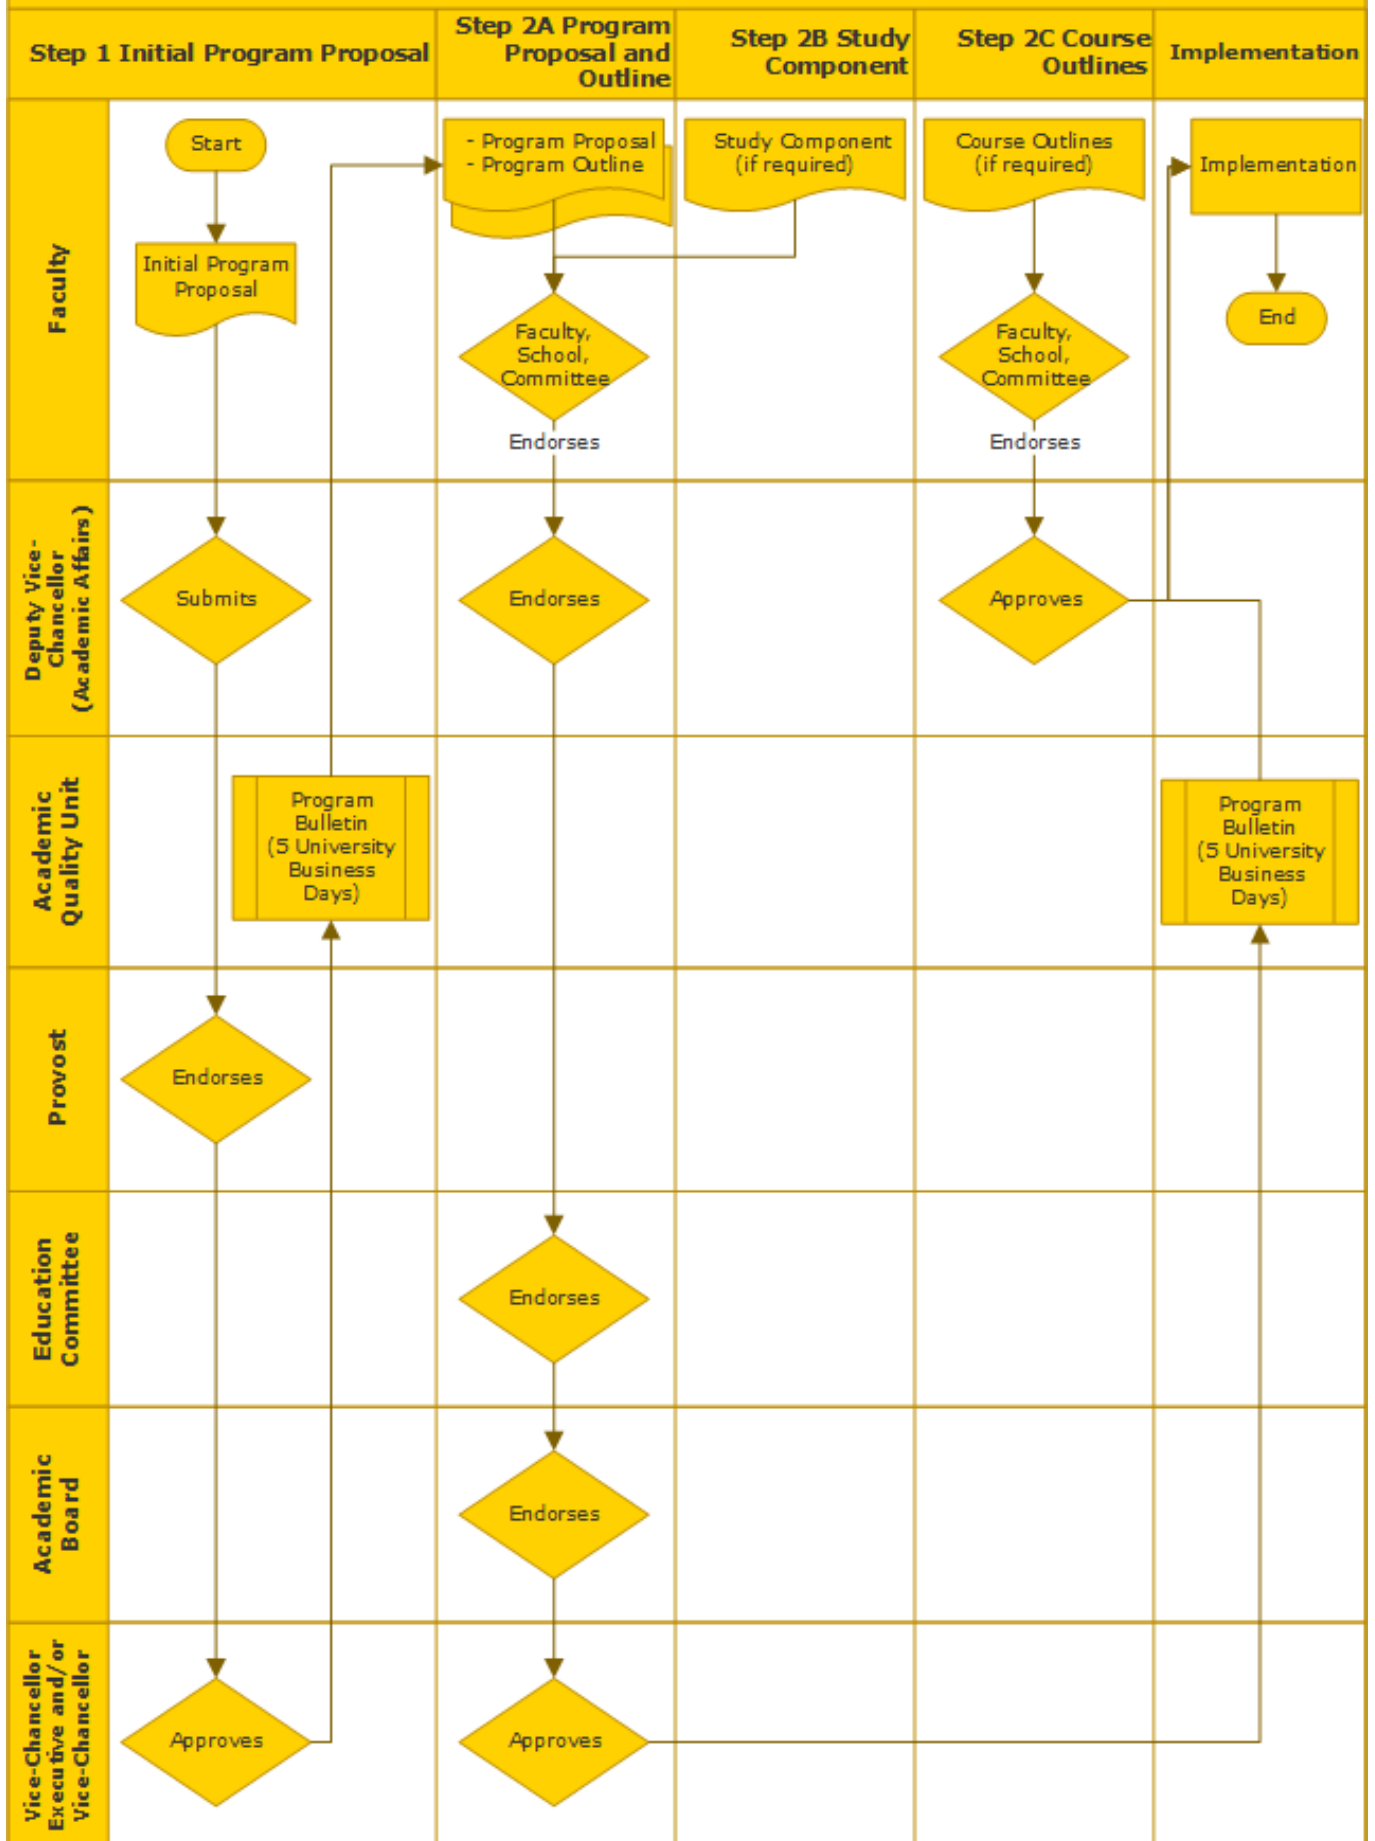 Step 1 Initial Program Proposal
Step 2A Program
Proposal and
Outline
Step 2B Study
Component
Step 2C Course
Outlines
Implementation
Faculty
Start
Initial Program
Proposal
- Program Proposal
- Program Outline
Faculty,
School,
Committee
Endorses
Study Component
(if required)
Course Outlines
(if required)
Faculty,
School,
Committee
Endorses
Implementation
End
Deputy Vice-
Chancellor
(Academic Affairs)
Submits
Endorses
Approves
Academic
Quality Unit
Program
Bulletin
(5 University
Business
Days)
Program
Bulletin
(5 University
Business
Days)
Provost
Endorses
Education
Committee
Endorses
Academic
Board
Endorses
Vice-Chancellor
Executive and/or
Vice-Chancellor
Approves
Approves